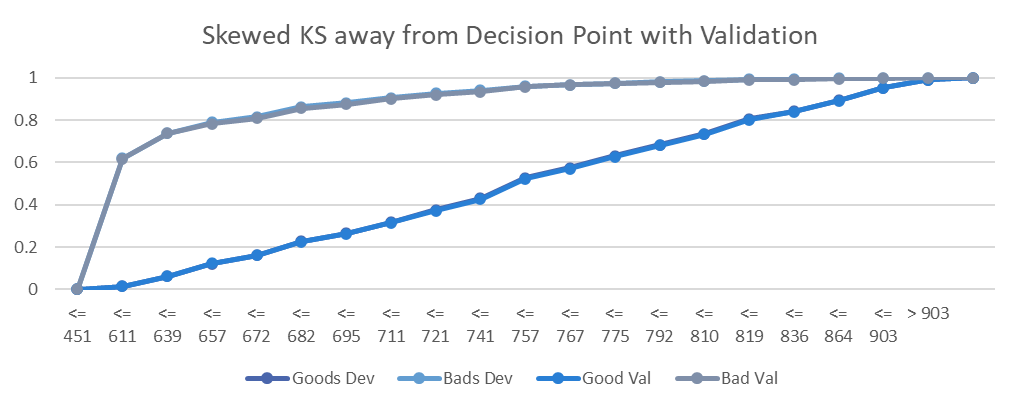 Skewed KS away from Decision Point with Validation
1
0.8
0.6
0.4
0.2
0
<= <= <= <= <= <= <= <= <= <= <= <= <= <= <= <= <= <= <= > 903
451 611 639 657 672 682 695 711 721 741 757 767 775 792 810 819 836 864 903
Goods Dev Bads Dev Good Val Bad Val